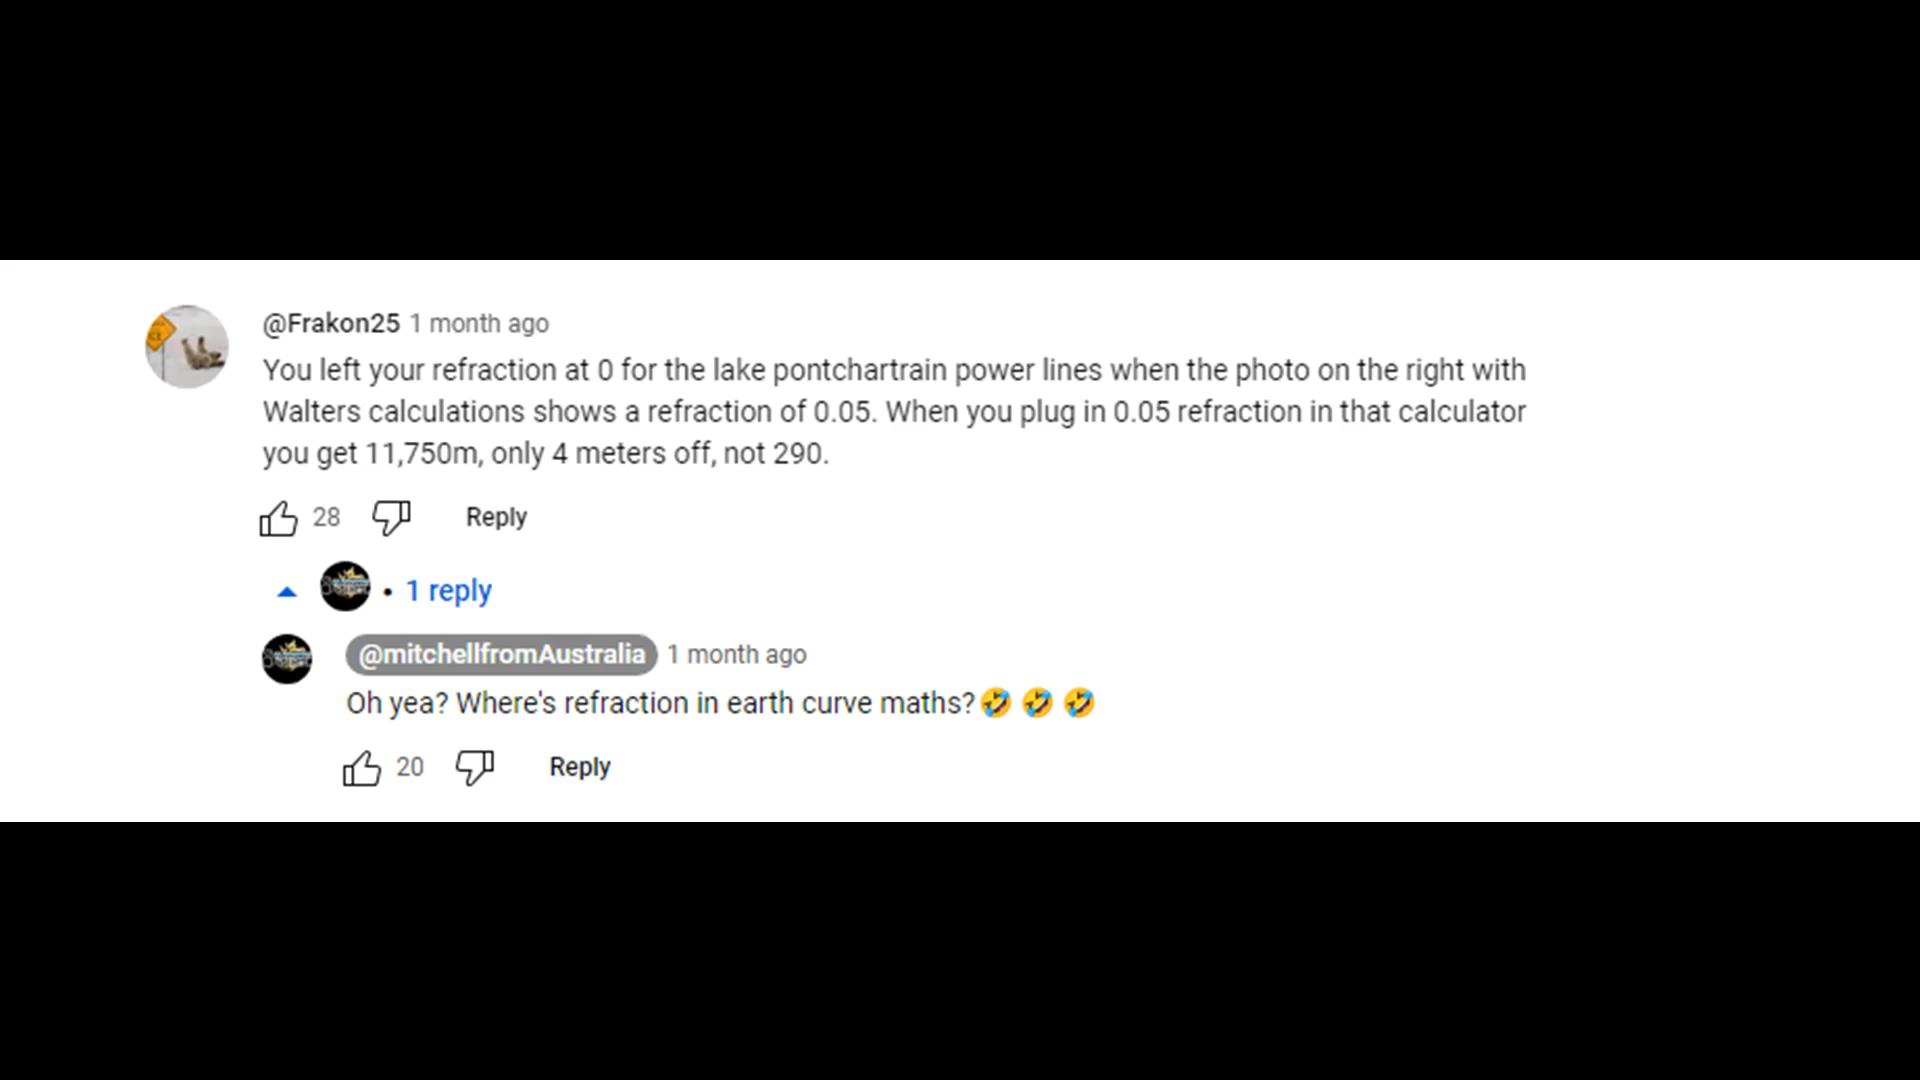 @Frakon25 1 month ago
You left your refraction at 0 for the lake pontchartrain power lines when the photo on the right with
Walters calculations shows a refraction of 0.05. When you plug in 0.05 refraction in that calculator
you get 11,750m, only 4 meters off, not 290.
28 Reply
1 reply
@mitchellfromAustralia 1 month ago
Oh yea? Where's refraction in earth curve maths?🤣 🤣 🤣
20 Reply